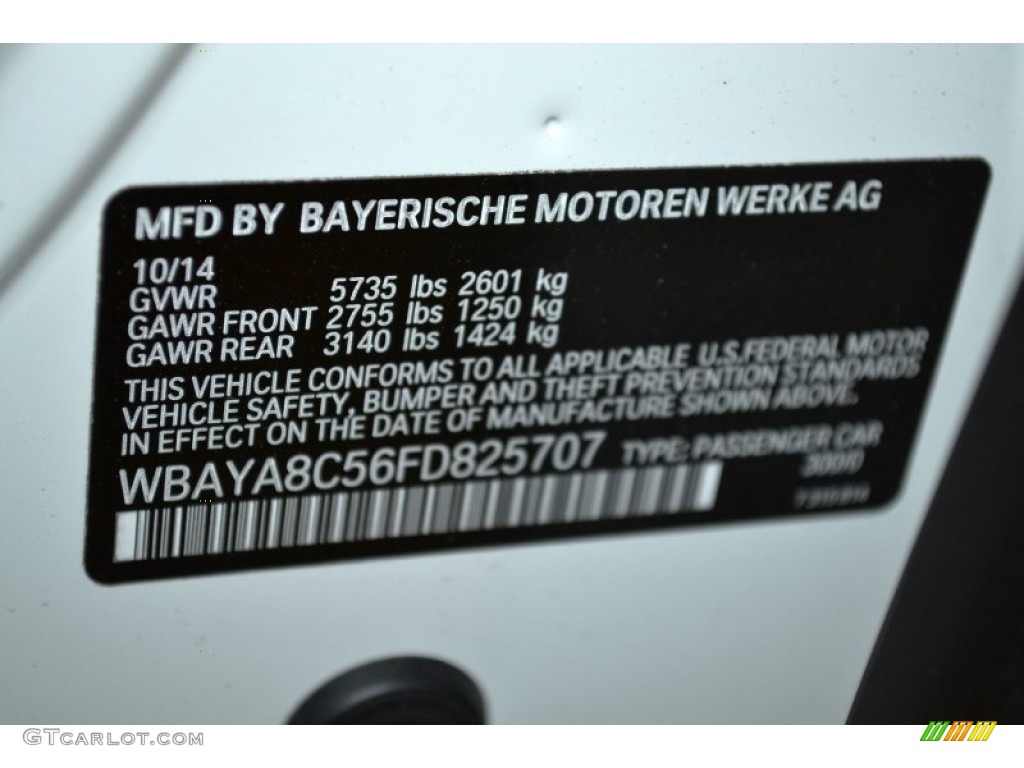 MFD BY BAYERISCHE MOTOREN WERKE AG
10/14
GVWR 5735 lbs 2601 kg
GAWR FRONT 2755 lbs 1250 kg
GAWR REAR 3140 lbs 1424 kg
THIS VEHICLE CONFORMS TO ALL APPLICABLE U.S.FEDERAL MOTOR
VEHICLE SAFETY, BUMPER AND THEFT PREVENTION STANDARDS
IN EFFECT ON THE DATE OF MANUFACTURE SHOWN ABOVE.
WBAYA8C56FD825707 TYPE: PASSENGER CAR
300/0
GTCARLOT.COM